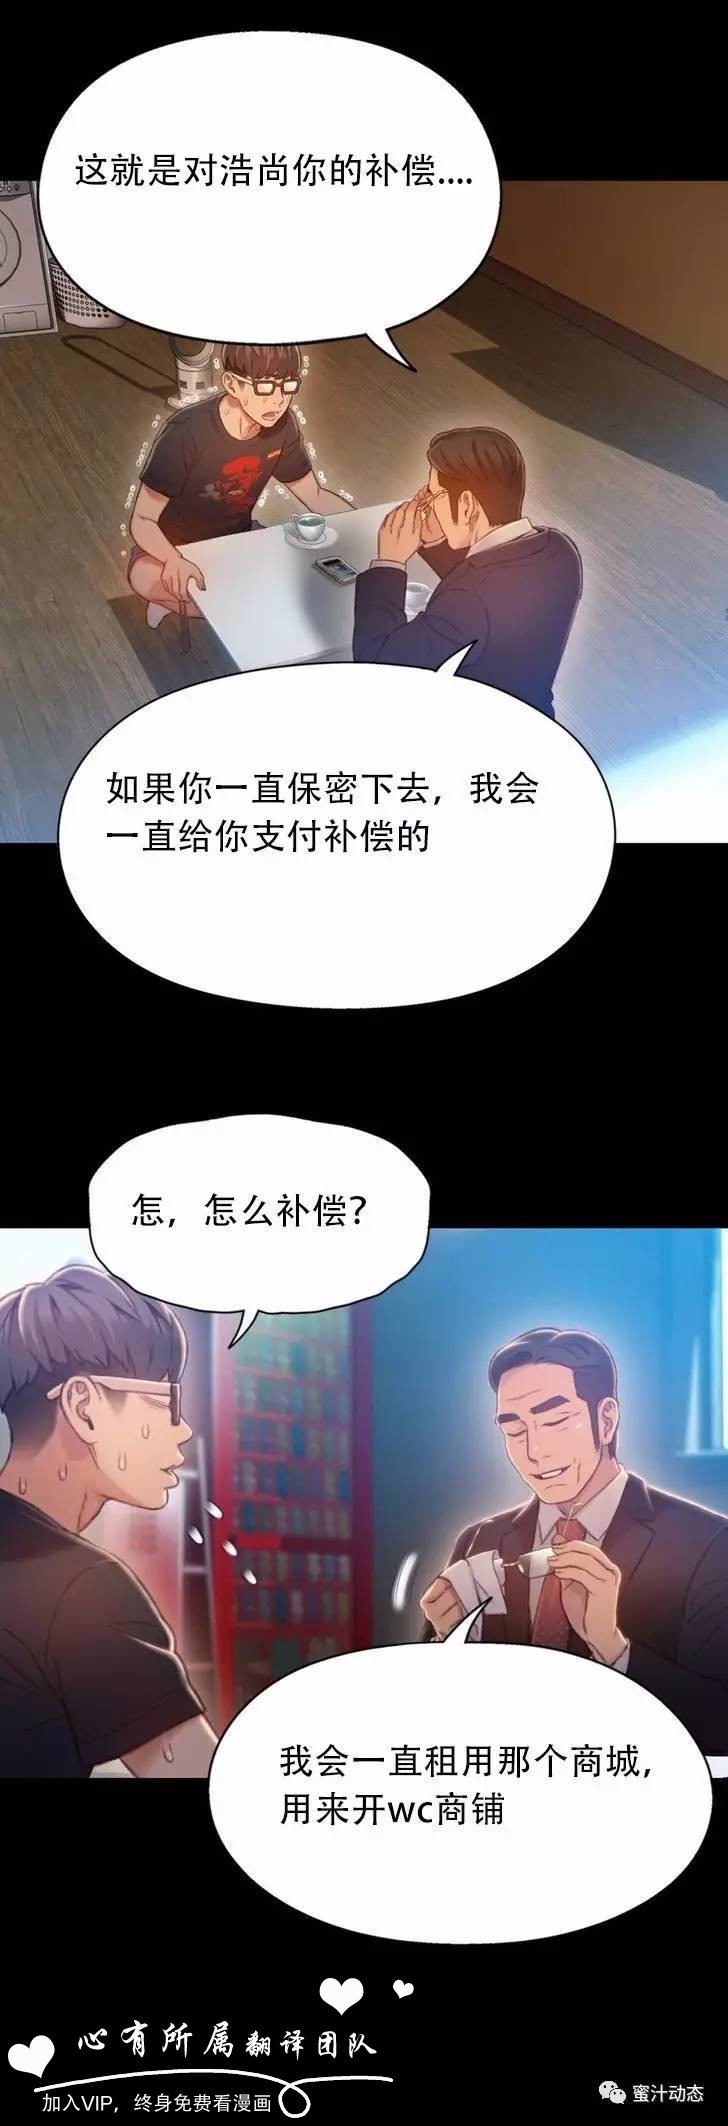 这就是对浩尚你的补偿....
如果你一直保密下去，我会
一直给你支付补偿的
怎，怎么补偿？
我会一直租用那个商城，
用来开wc商铺
心有所属翻译团队
加入VIP，终身免费看漫画
蜜汁动态